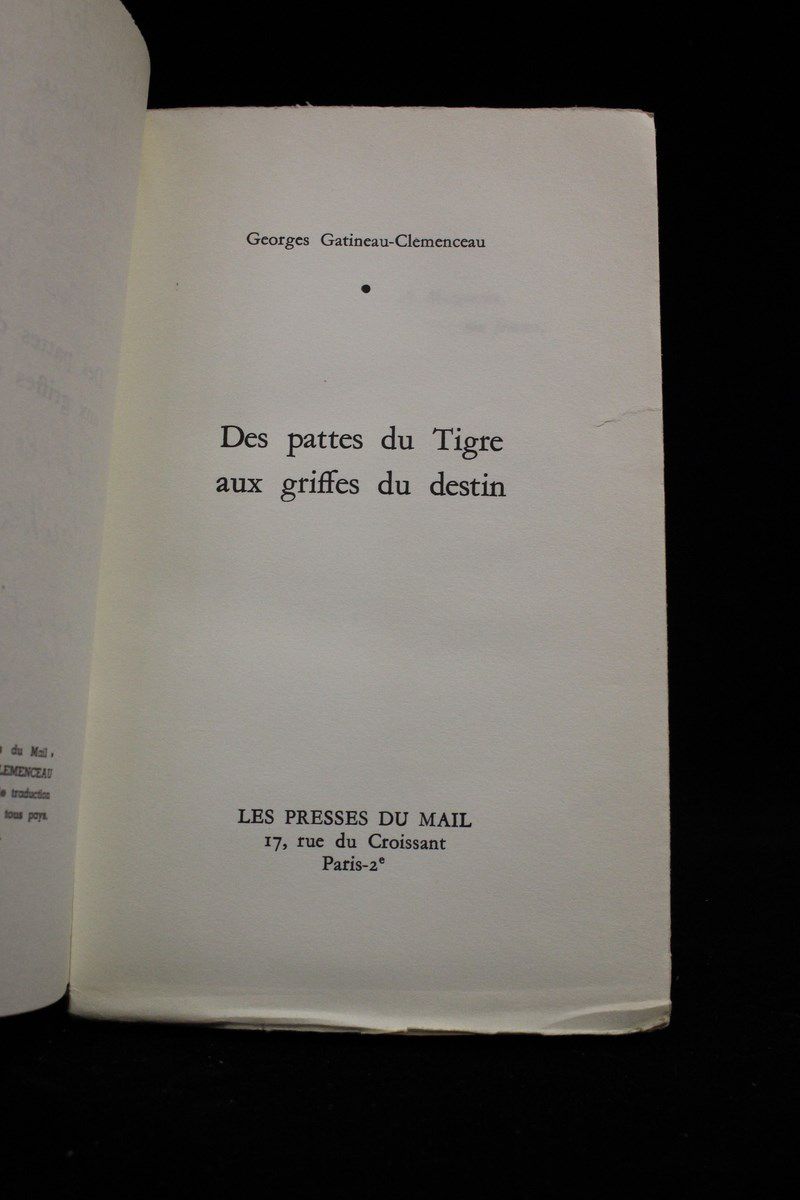 Georges Gatineau-Clemenceau
•
Des pattes du Tigre
aux griffes du destin
LES PRESSES DU MAIL
17, rue du Croissant
Paris-2e
du Mail,
LEMENCEAU
traduction
tous pays.